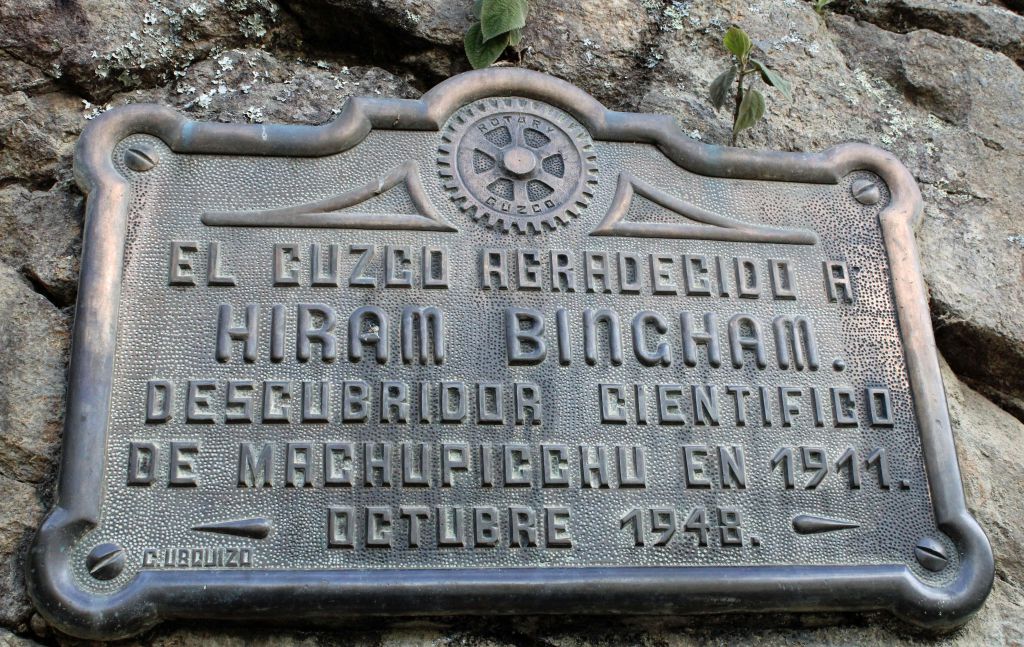 ROTARY
CUZCO
EL CUZCO AGRADECIDO A
HIRAM BINGHAM.
DESCUBRIDOR CIENTIFICO
DE MACHUPICCHU EN 1911.
OCTUBRE 1948.
C. URQUIZO